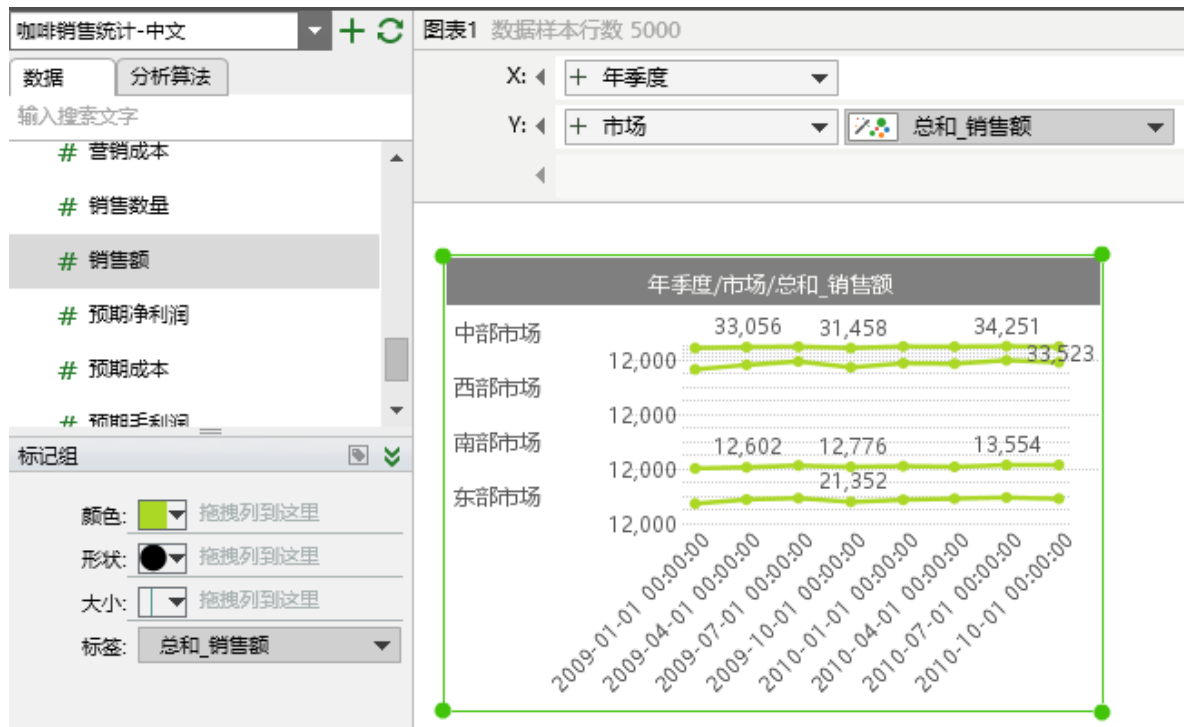 咖啡销售统计-中文
数据 分析算法
输入搜索文字
# 营销成本
# 销售数量
# 销售额
# 预期净利润
# 预期成本
# 预期毛利润
标记组
颜色: 拖拽列到这里
形状: 拖拽列到这里
大小: 拖拽列到这里
标签: 总和_销售额
图表1 数据样本行数 5000
X: + 年季度
Y: + 市场 总和_销售额
年季度/市场/总和_销售额
中部市场 33,056 31,458 34,251
12,000 33,523
西部市场
12,000
南部市场 12,602 12,776 13,554
12,000
东部市场 21,352
12,000
2009-01-01 00:00:00
2009-04-01 00:00:00
2009-07-01 00:00:00
2009-10-01 00:00:00
2010-01-01 00:00:00
2010-04-01 00:00:00
2010-07-01 00:00:00
2010-10-01 00:00:00